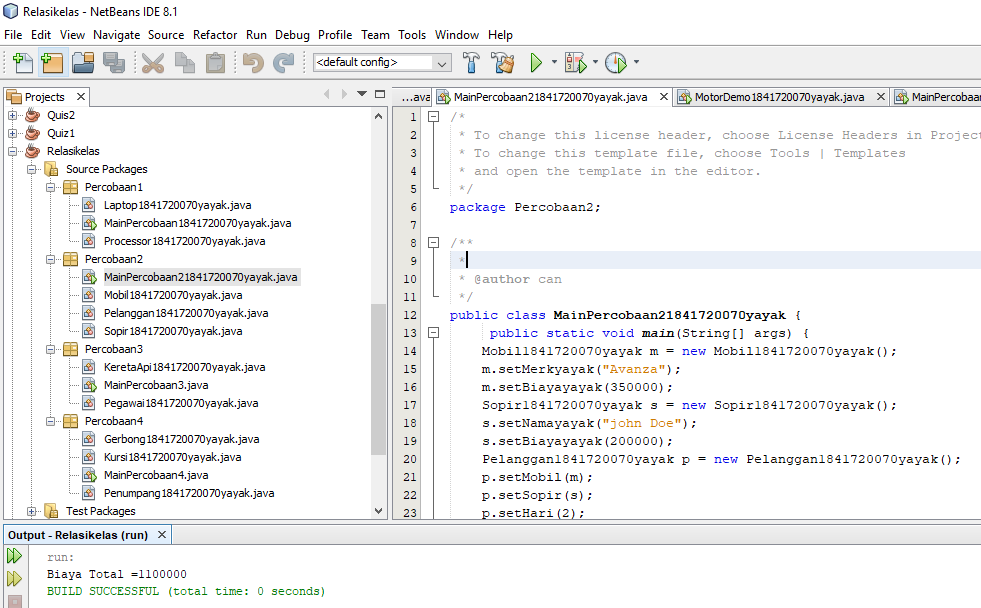 Relasikelas - NetBeans IDE 8.1
File Edit View Navigate Source Refactor Run Debug Profile Team Tools Window Help
<default config>
Projects
Quis2
Quiz1
Relasikelas
Source Packages
Percobaan1
Laptop1841720070yayak.java
MainPercobaan1841720070yayak.java
Processor1841720070yayak.java
Percobaan2
MainPercobaan21841720070yayak.java
Mobil1841720070yayak.java
Pelanggan1841720070yayak.java
Sopir1841720070yayak.java
Percobaan3
KeretaApi1841720070yayak.java
MainPercobaan3.java
Pegawai1841720070yayak.java
Percobaan4
Gerbong1841720070yayak.java
Kursi1841720070yayak.java
MainPercobaan4.java
Penumpang1841720070yayak.java
Test Packages
...ava MainPercobaan21841720070yayak.java MotorDemo1841720070yayak.java MainPercobaan
1 /*
2 * To change this license header, choose License Headers in Project
3 * To change this template file, choose Tools | Templates
4 * and open the template in the editor.
5 */
6 package Percobaan2;
7
8 /**
9 *
10 * @author can
11 */
12 public class MainPercobaan21841720070yayak {
13 public static void main(String[] args) {
14 Mobil1841720070yayak m = new Mobil1841720070yayak();
15 m.setMerkyayak("Avanza");
16 m.setBiayayayak(350000);
17 Sopir1841720070yayak s = new Sopir1841720070yayak();
18 s.setNamayayak("john Doe");
19 s.setBiayayayak(200000);
20 Pelanggan1841720070yayak p = new Pelanggan1841720070yayak();
21 p.setMobil(m);
22 p.setSopir(s);
23 p.setHari(2);
Output - Relasikelas (run)
run:
Biaya Total =1100000
BUILD SUCCESSFUL (total time: 0 seconds)